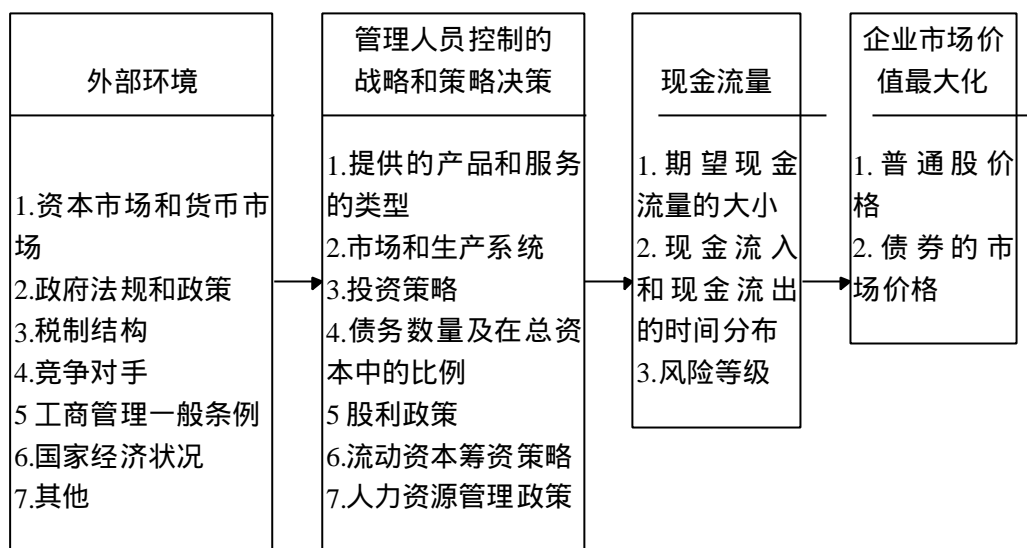 外部环境
1.资本市场和货币市
场
2.政府法规和政策
3.税制结构
4.竞争对手
5 工商管理一般条例
6.国家经济状况
7.其他
管理人员控制的
战略和策略决策
1.提供的产品和服务
的类型
2.市场和生产系统
3.投资策略
4.债务数量及在总资
本中的比例
5 股利政策
6.流动资本筹资策略
7.人力资源管理政策
现金流量
1. 期望现金
流量的大小
2. 现金流入
和现金流出
的时间分布
3.风险等级
企业市场价
值最大化
1. 普通股价
格
2. 债券的市
场价格